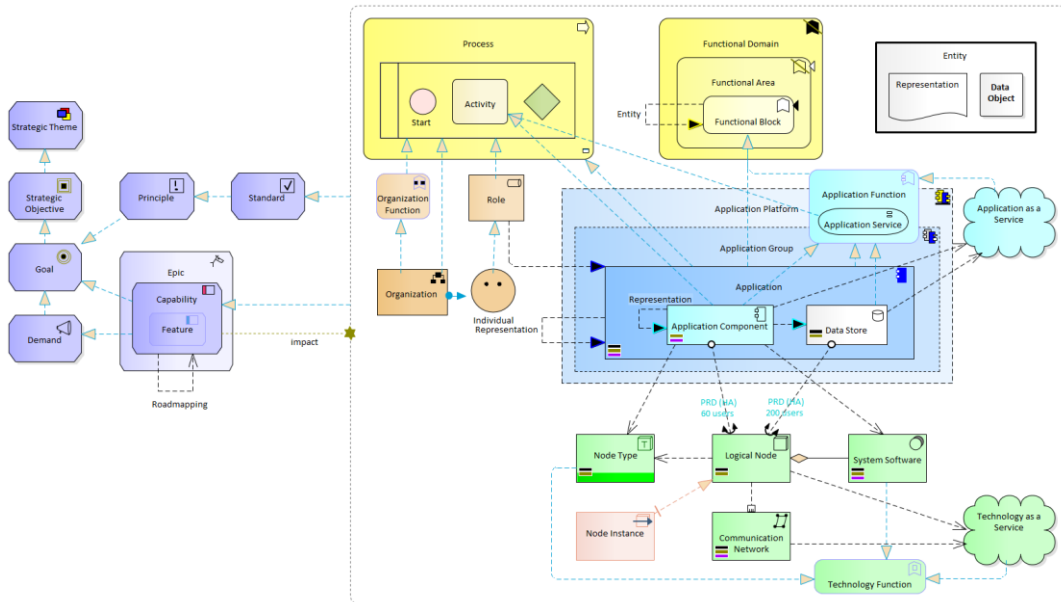 Strategic Theme
Strategic
Objective
Goal
Demand
Principle
Standard
Epic
Capability
Feature
Roadmapping
impact
Process
Start
Activity
Organization
Function
Role
Organization
Individual
Representation
Functional Domain
Functional Area
Functional Block
Entity
Entity
Representation
Data
Object
Application Platform
Application Group
Application
Application Function
Application Service
Application as a
Service
Representation
Application Component
Data Store
PRD (HA)
60 users
PRD (HA)
200 users
Node Type
T
Logical Node
System Software
Node Instance
Communication
Network
Technology as a
Service
Technology Function